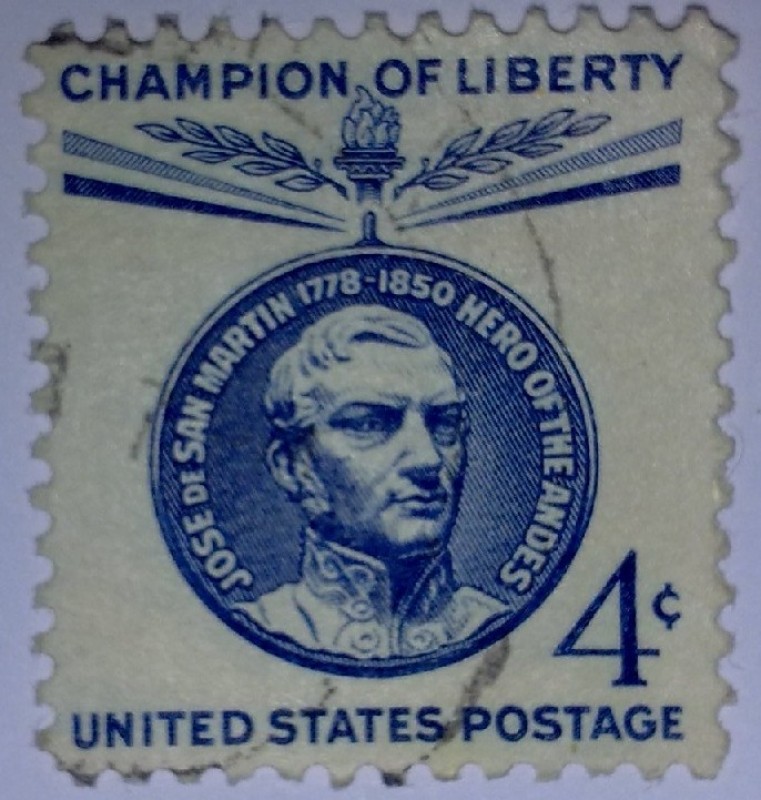 CHAMPION OF LIBERTY
JOSE DE SAN MARTIN 1778-1850 HERO OF THE ANDES
4¢
UNITED STATES POSTAGE